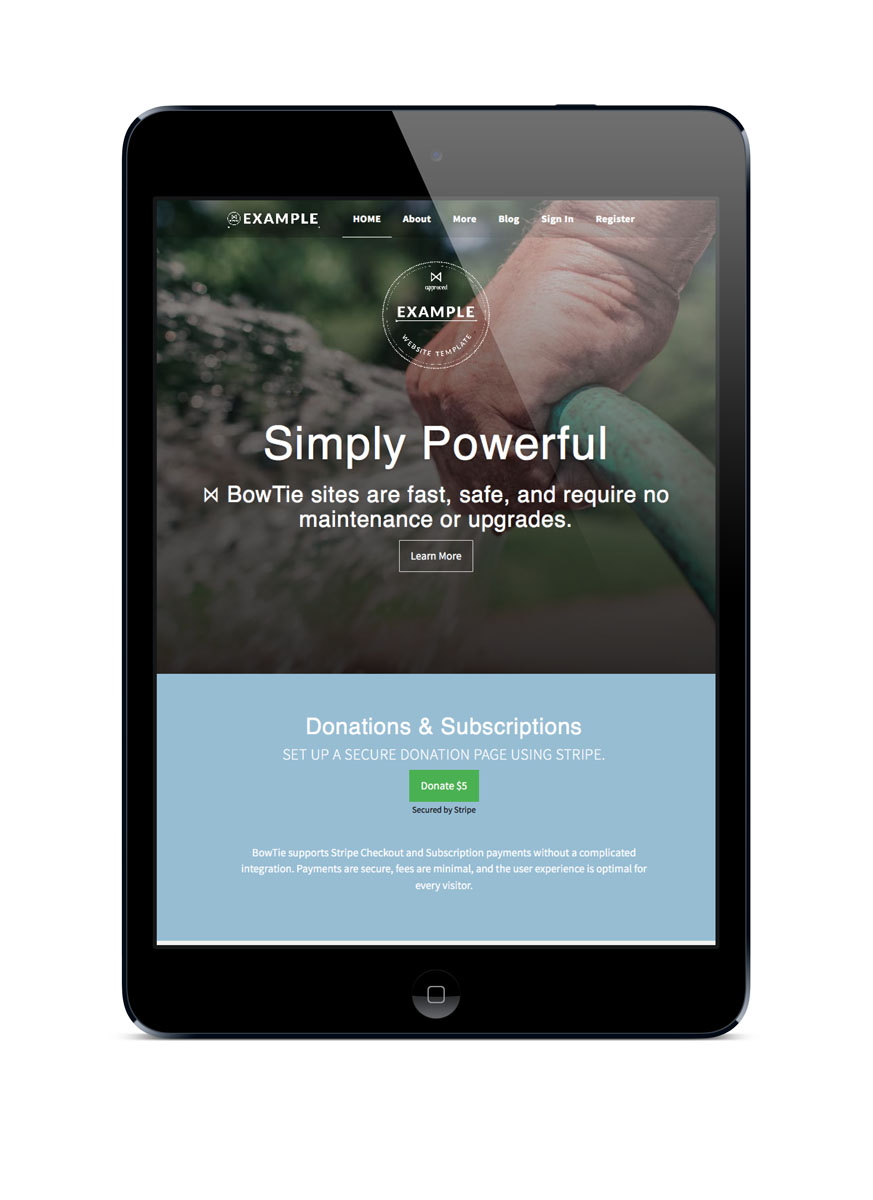 EXAMPLE HOME About More Blog Sign In Register
approved
EXAMPLE
WEBSITE TEMPLATE
Simply Powerful
⋈ BowTie sites are fast, safe, and require no
maintenance or upgrades.
Learn More
Donations & Subscriptions
SET UP A SECURE DONATION PAGE USING STRIPE.
Donate $5
Secured by Stripe
BowTie supports Stripe Checkout and Subscription payments without a complicated
integration. Payments are secure, fees are minimal, and the user experience is optimal for
every visitor.